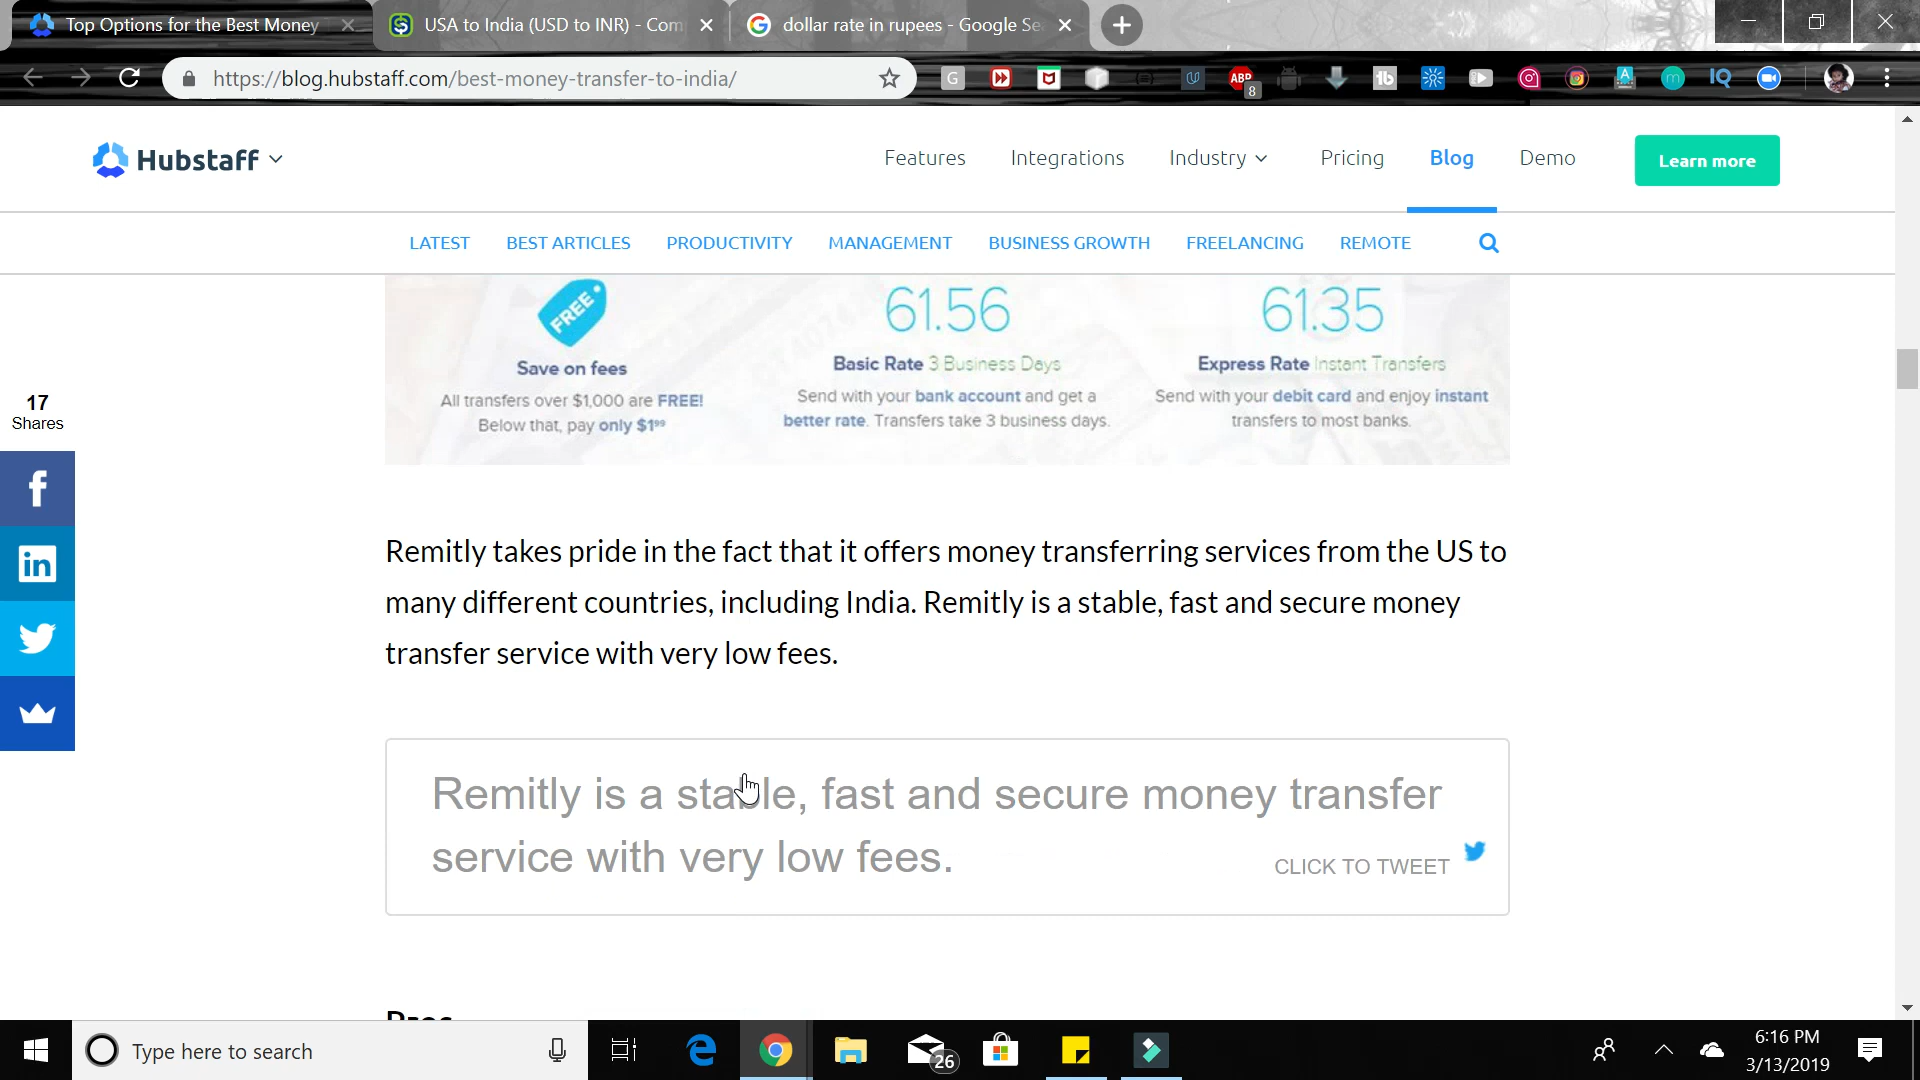 Top Options for the Best Money
USA to India (USD to INR) - Com
dollar rate in rupees - Google Se
https://blog.hubstaff.com/best-money-transfer-to-india/
G
ABP
8
IQ
Hubstaff
Features
Integrations
Industry
Pricing
Blog
Demo
Learn more
LATEST
BEST ARTICLES
PRODUCTIVITY
MANAGEMENT
BUSINESS GROWTH
FREELANCING
REMOTE
FREE
61.56
61.35
Save on fees
Basic Rate 3 Business Days
Express Rate Instant Transfers
All transfers over $1,000 are FREE!
Below that, pay only $1⁹⁹
Send with your bank account and get a
better rate. Transfers take 3 business days.
Send with your debit card and enjoy instant
transfers to most banks.
17
Shares
Remitly takes pride in the fact that it offers money transferring services from the US to
many different countries, including India. Remitly is a stable, fast and secure money
transfer service with very low fees.
Remitly is a stable, fast and secure money transfer
service with very low fees.
CLICK TO TWEET
Pros
Type here to search
26
6:16 PM
3/13/2019